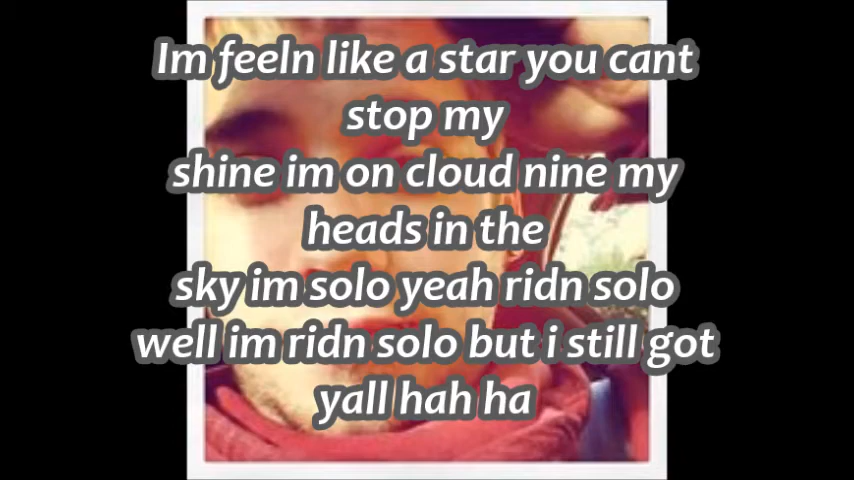 Im feeln like a star you cant
stop my
shine im on cloud nine my
heads in the
sky im solo yeah ridn solo
well im ridn solo but i still got
yall hah ha